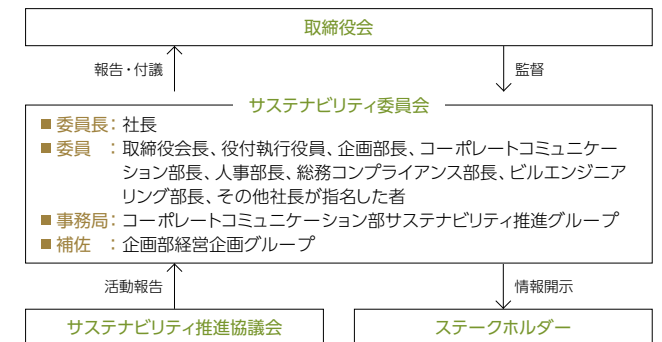 取締役会
報告・付議
監督
サステナビリティ委員会
■委員長：社長
■委員　：取締役会長、役付執行役員、企画部長、コーポレートコミュニケー
ション部長、人事部長、総務コンプライアンス部長、ビルエンジニア
リング部長、その他社長が指名した者
■事務局：コーポレートコミュニケーション部サステナビリティ推進グループ
■補佐　：企画部経営企画グループ
活動報告
情報開示
サステナビリティ推進協議会
ステークホルダー